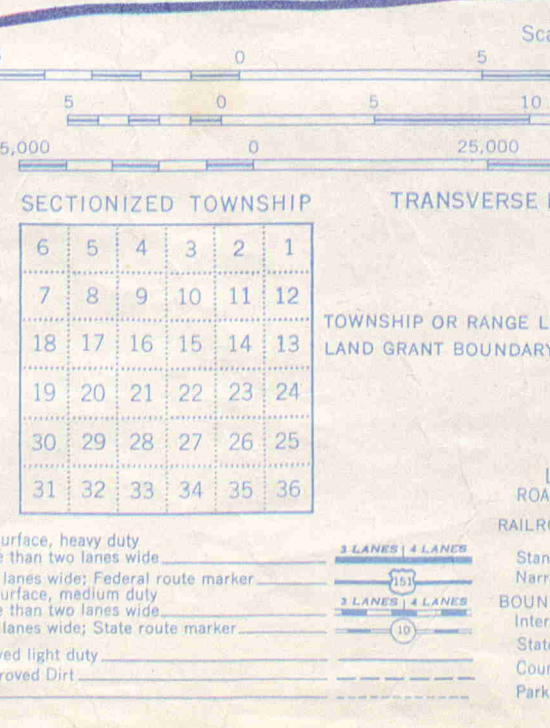 Sca
0 5
5 0 5 10
5,000 0 25,000
SECTIONIZED TOWNSHIP
TRANSVERSE
6 5 4 3 2 1
7 8 9 10 11 12
18 17 16 15 14 13
19 20 21 22 23 24
30 29 28 27 26 25
31 32 33 34 35 36
TOWNSHIP OR RANGE L
LAND GRANT BOUNDARY
L
ROA
RAILRO
Stan
Narr
BOUN
Inter
State
Coun
Park
urface, heavy duty
e than two lanes wide
3 LANES | 4 LANES
lanes wide; Federal route marker
151
urface, medium duty
e than two lanes wide
3 LANES | 4 LANES
lanes wide; State route marker
10
ved light duty
roved Dirt